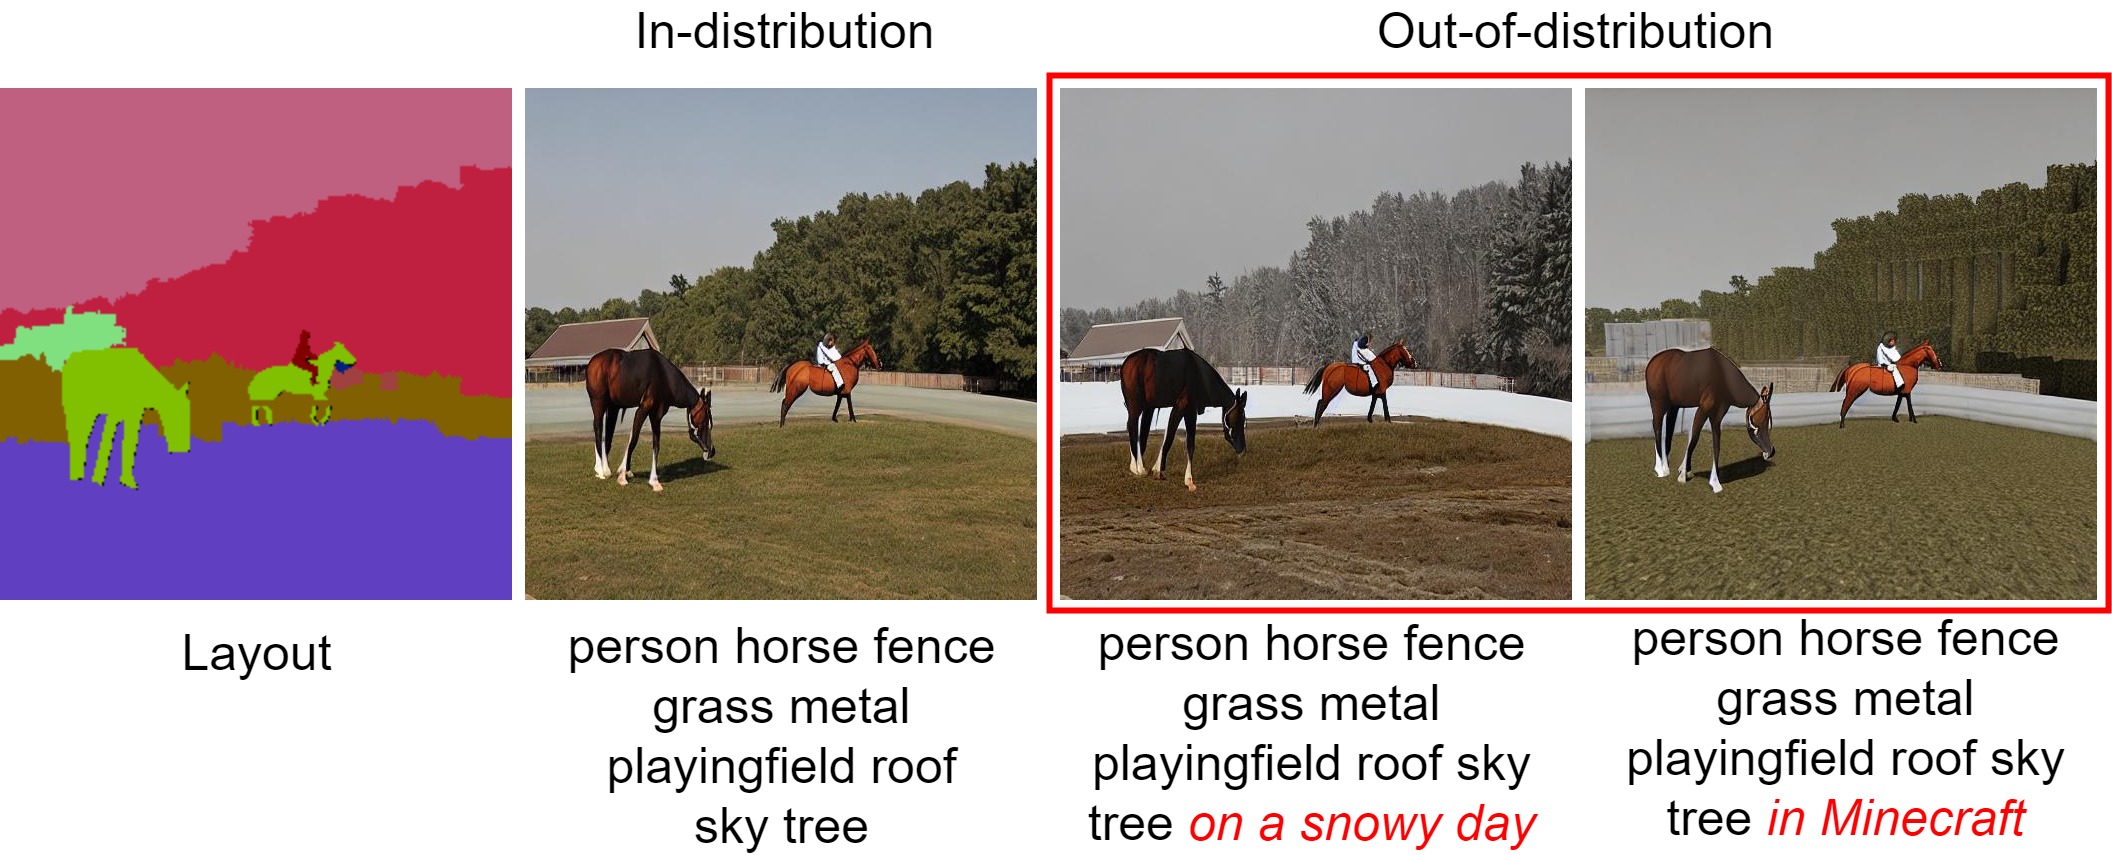 In-distribution
Out-of-distribution
Layout
person horse fence
grass metal
playingfield roof
sky tree
person horse fence
grass metal
playingfield roof sky
tree on a snowy day
person horse fence
grass metal
playingfield roof sky
tree in Minecraft